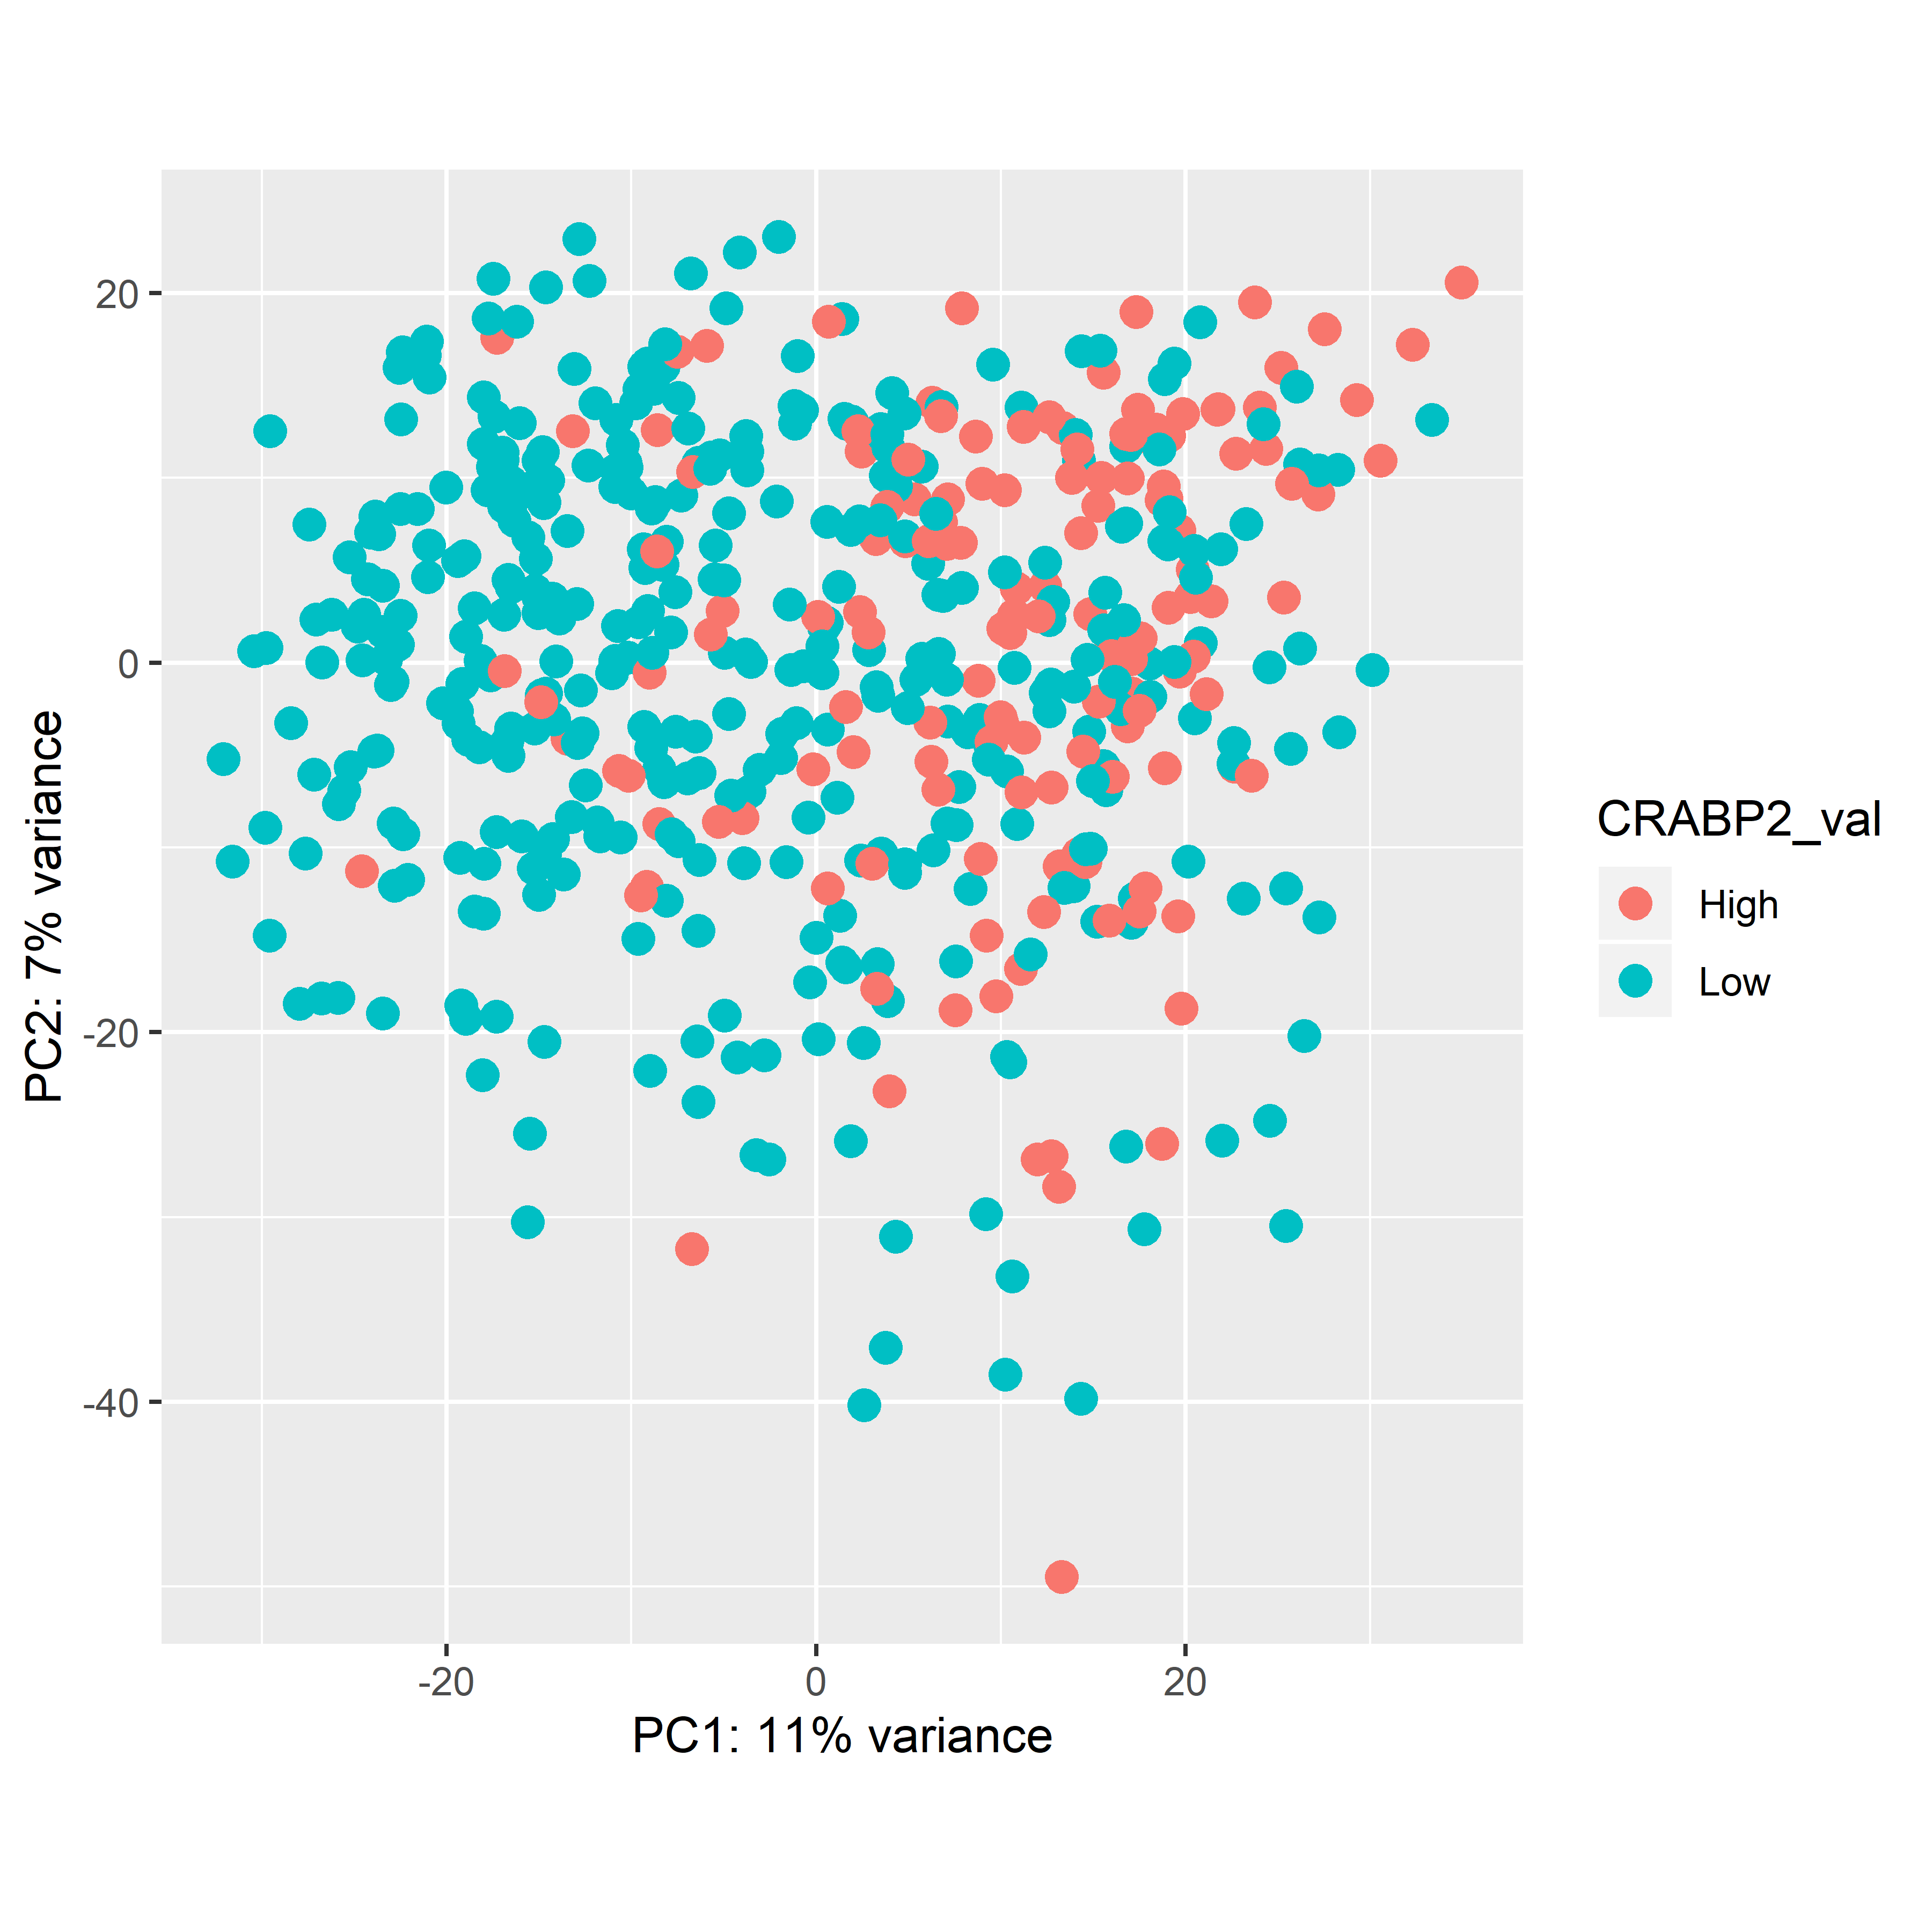 20
0
-20
-40
-20
0
20
PC1: 11% variance
PC2: 7% variance
CRABP2_val
High
Low